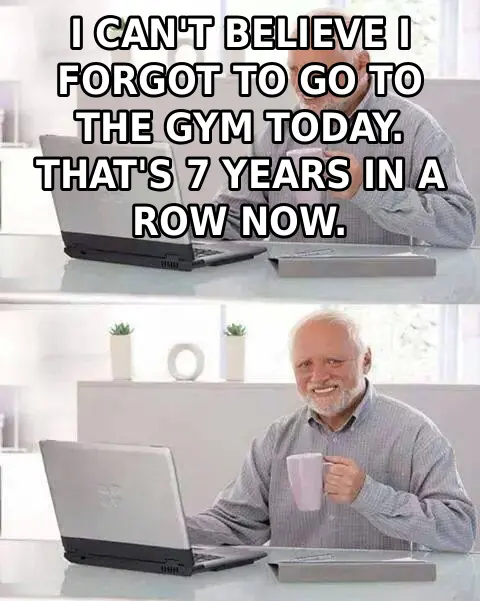 I CAN'T BELIEVE I
FORGOT TO GO TO
THE GYM TODAY.
THAT'S 7 YEARS IN A
ROW NOW.